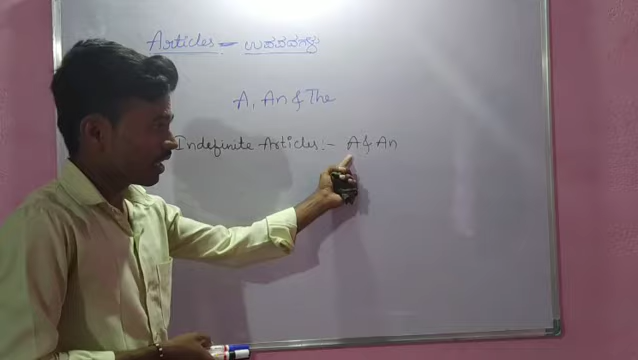 Articles - ಉಪಪದಗಳು
A, An & The
Indefinite Articles :- A & An